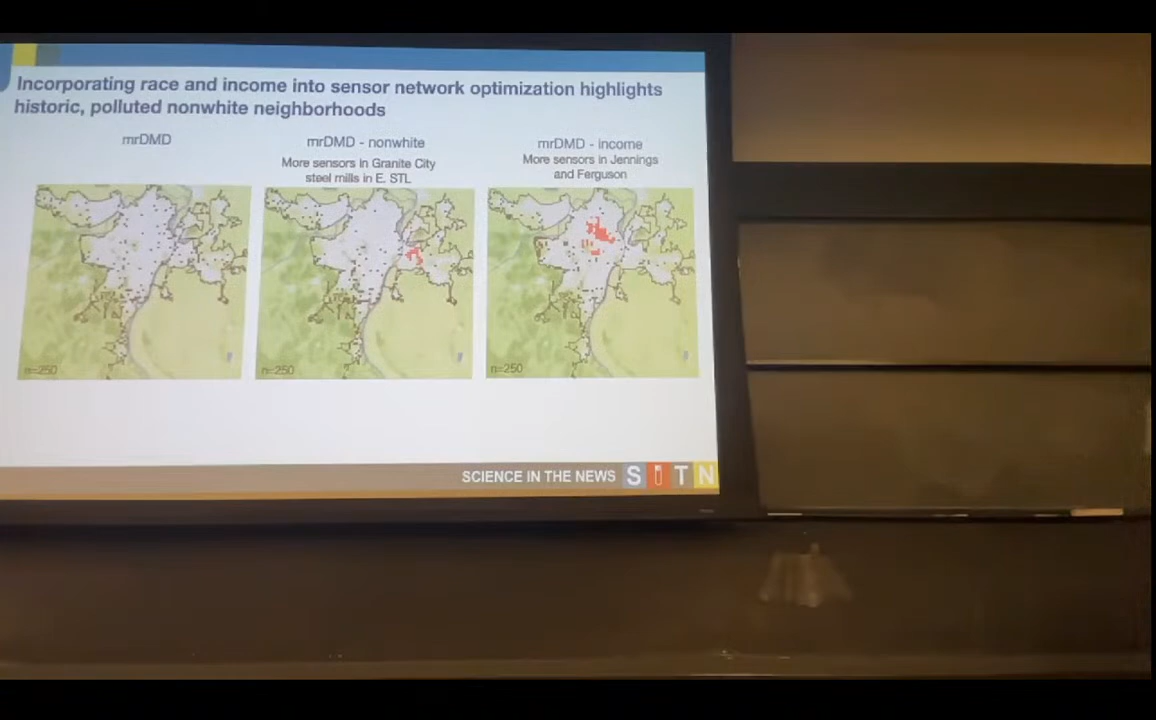 Incorporating race and income into sensor network optimization highlights
historic, polluted nonwhite neighborhoods
mrDMD
mrDMD - nonwhite
More sensors in Granite City
steel mills in E. STL
mrDMD - income
More sensors in Jennings
and Ferguson
n=250
n=250
n=250
SCIENCE IN THE NEWS SiTN